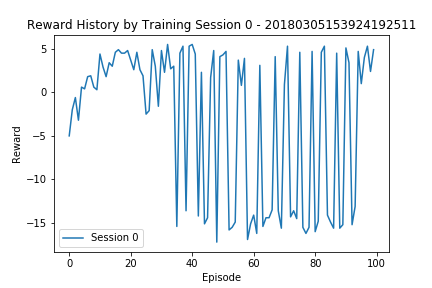 Reward History by Training Session 0 - 20180305153924192511
5
0
−5
−10
−15
Reward
Session 0
0 20 40 60 80 100
Episode